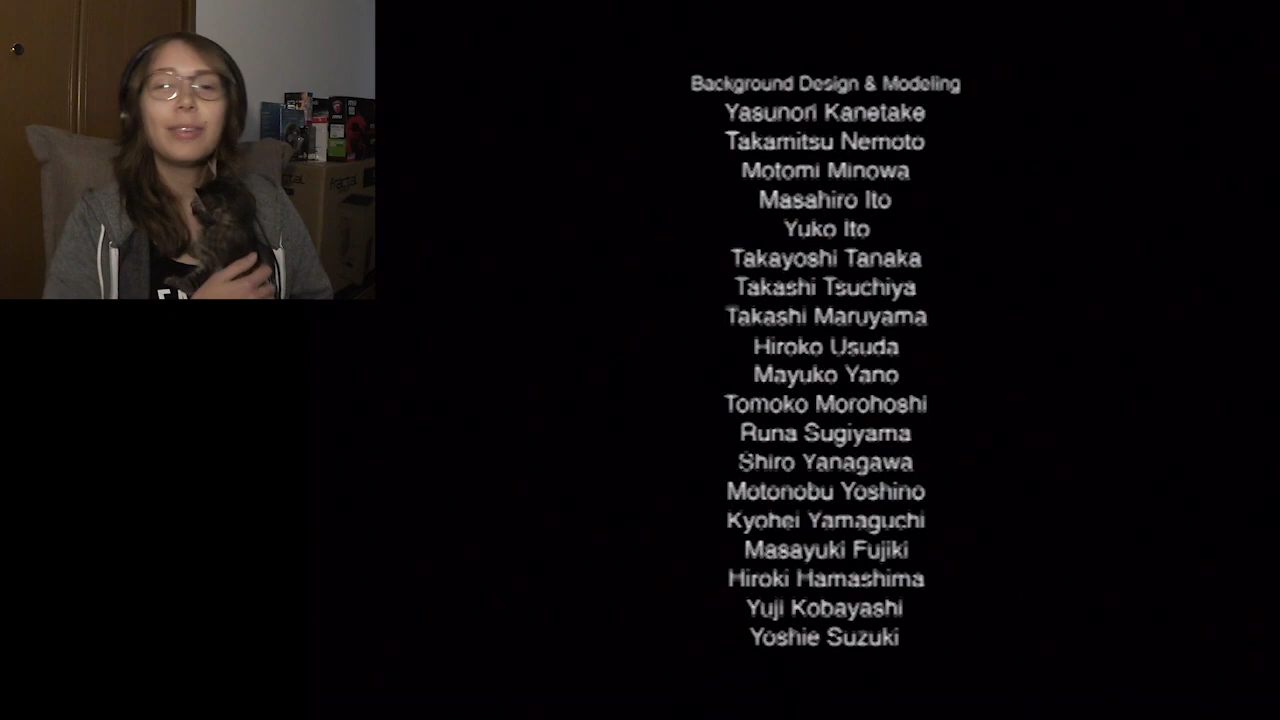 Background Design & Modeling
Yasunori Kanetake
Takamitsu Nemoto
Motomi Minowa
Masahiro Ito
Yuko Ito
Takayoshi Tanaka
Takashi Tsuchiya
Takashi Maruyama
Hiroko Usuda
Mayuko Yano
Tomoko Morohoshi
Runa Sugiyama
Shiro Yanagawa
Motonobu Yoshino
Kyohei Yamaguchi
Masayuki Fujiki
Hiroki Hamashima
Yuji Kobayashi
Yoshie Suzuki